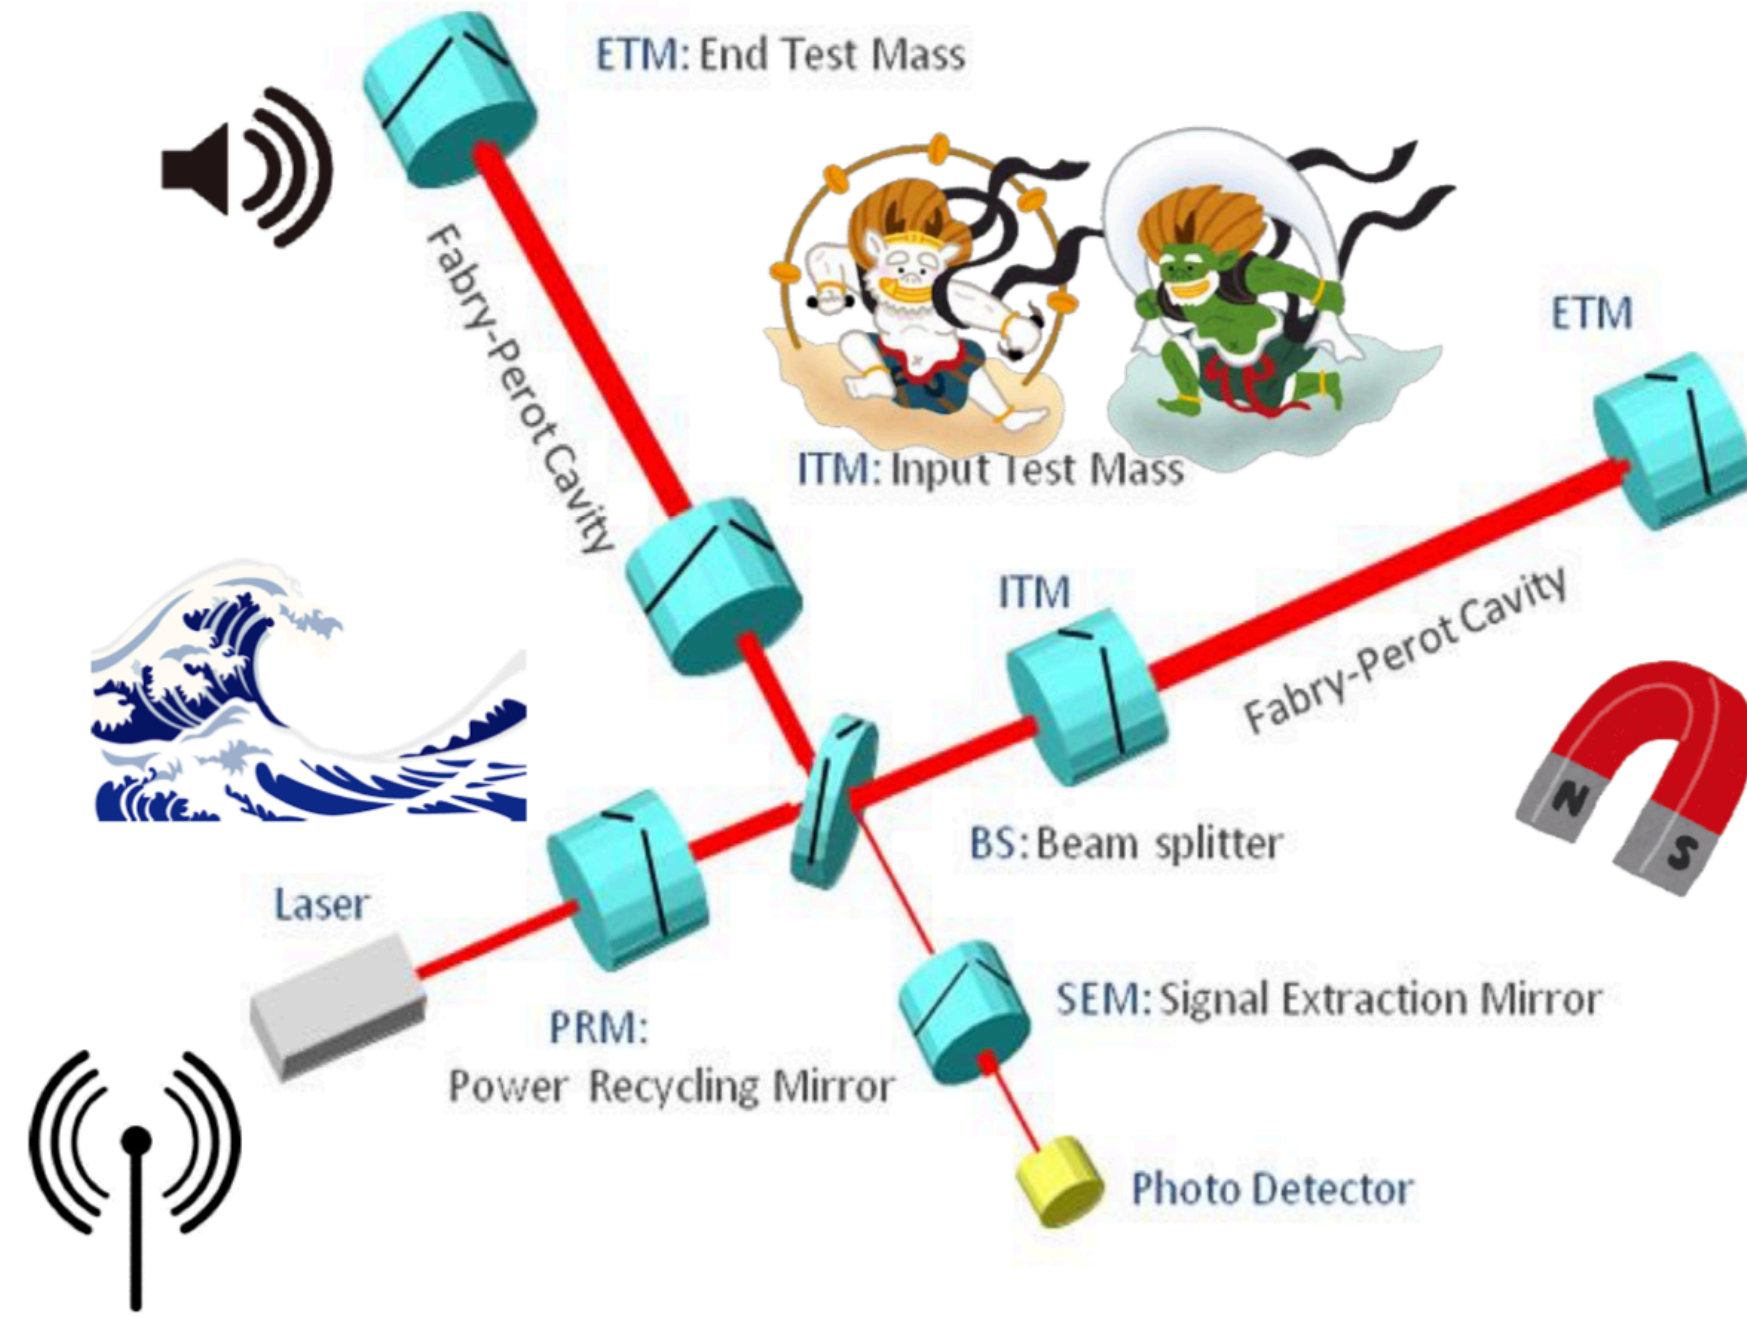 ETM: End Test Mass
Fabry-Perot Cavity
ETM
ITM: Input Test Mass
ITM
Fabry-Perot Cavity
N
S
BS: Beam splitter
Laser
SEM: Signal Extraction Mirror
PRM:
Power Recycling Mirror
Photo Detector